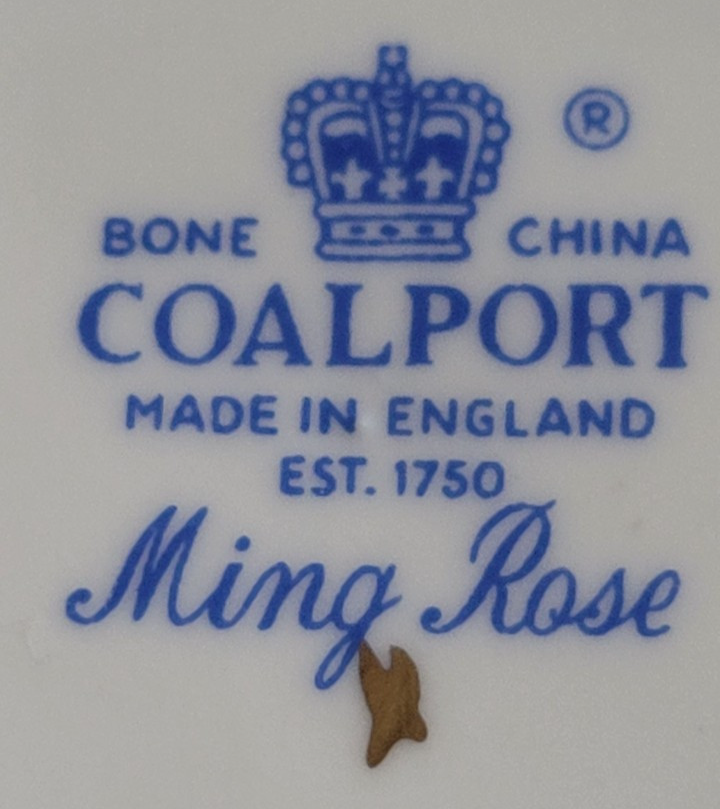 ®
BONE CHINA
COALPORT
MADE IN ENGLAND
EST. 1750
Ming Rose